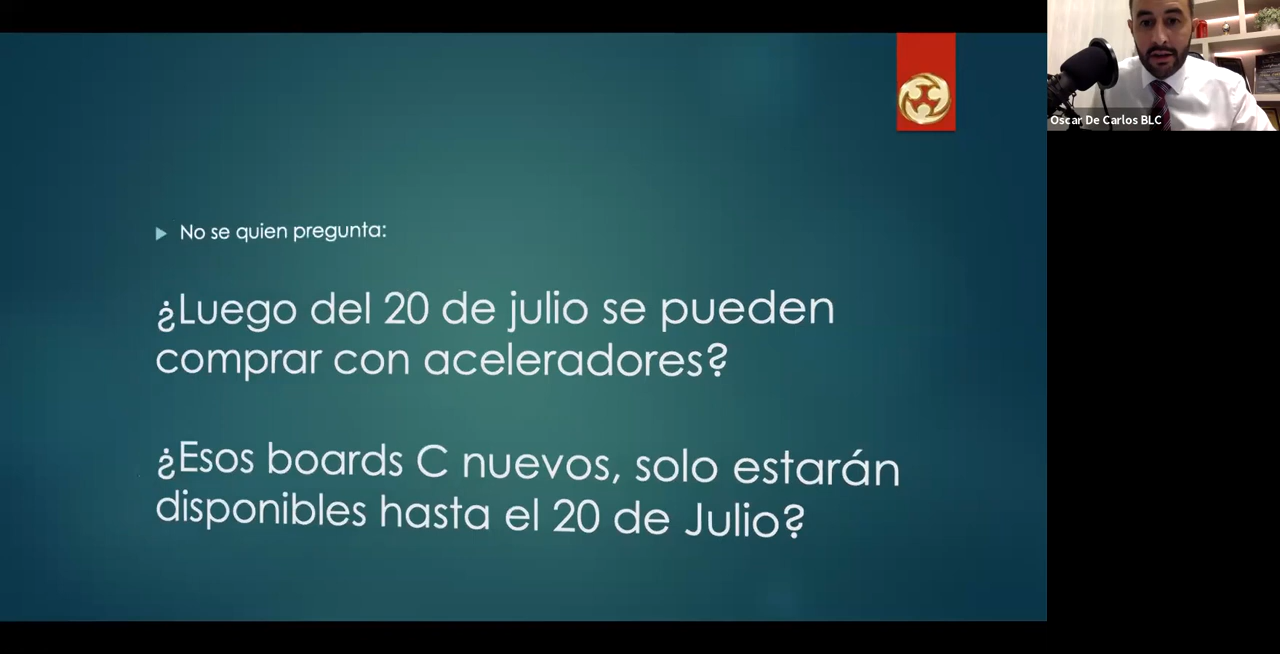 No se quien pregunta:
¿Luego del 20 de julio se pueden
comprar con aceleradores?
¿Esos boards C nuevos, solo estarán
disponibles hasta el 20 de Julio?
Oscar De Carlos BLC